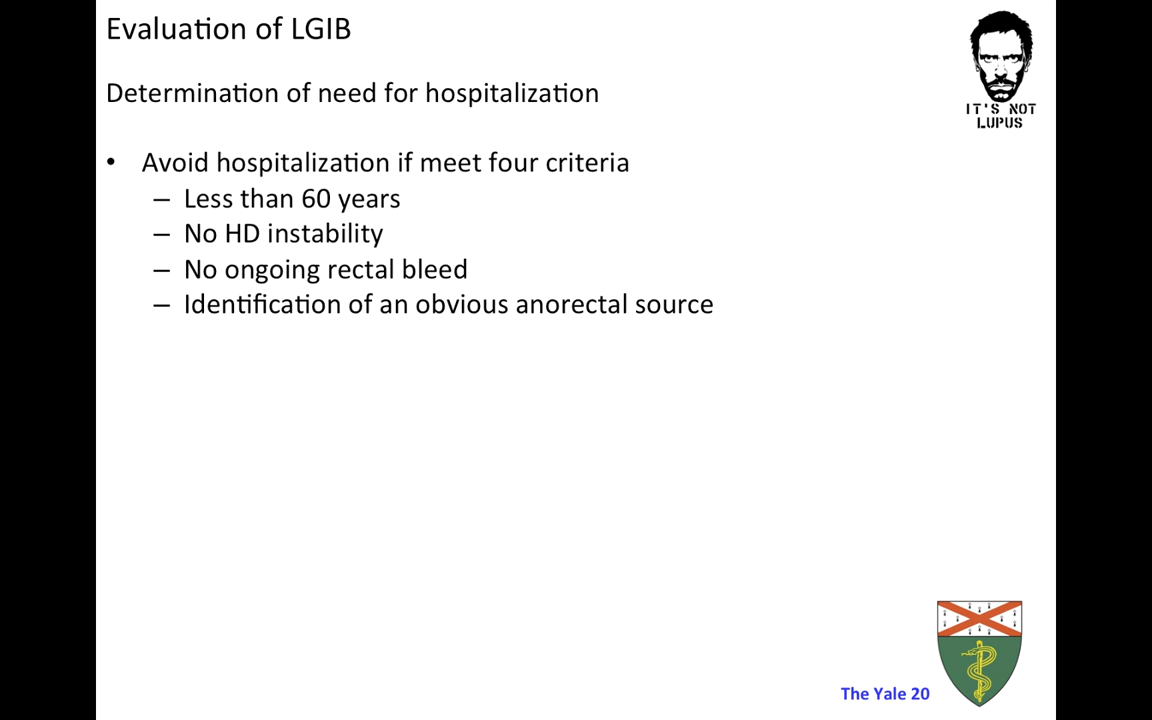 Evaluation of LGIB
IT'S NOT
LUPUS
Determination of need for hospitalization
• Avoid hospitalization if meet four criteria
– Less than 60 years
– No HD instability
– No ongoing rectal bleed
– Identification of an obvious anorectal source
The Yale 20